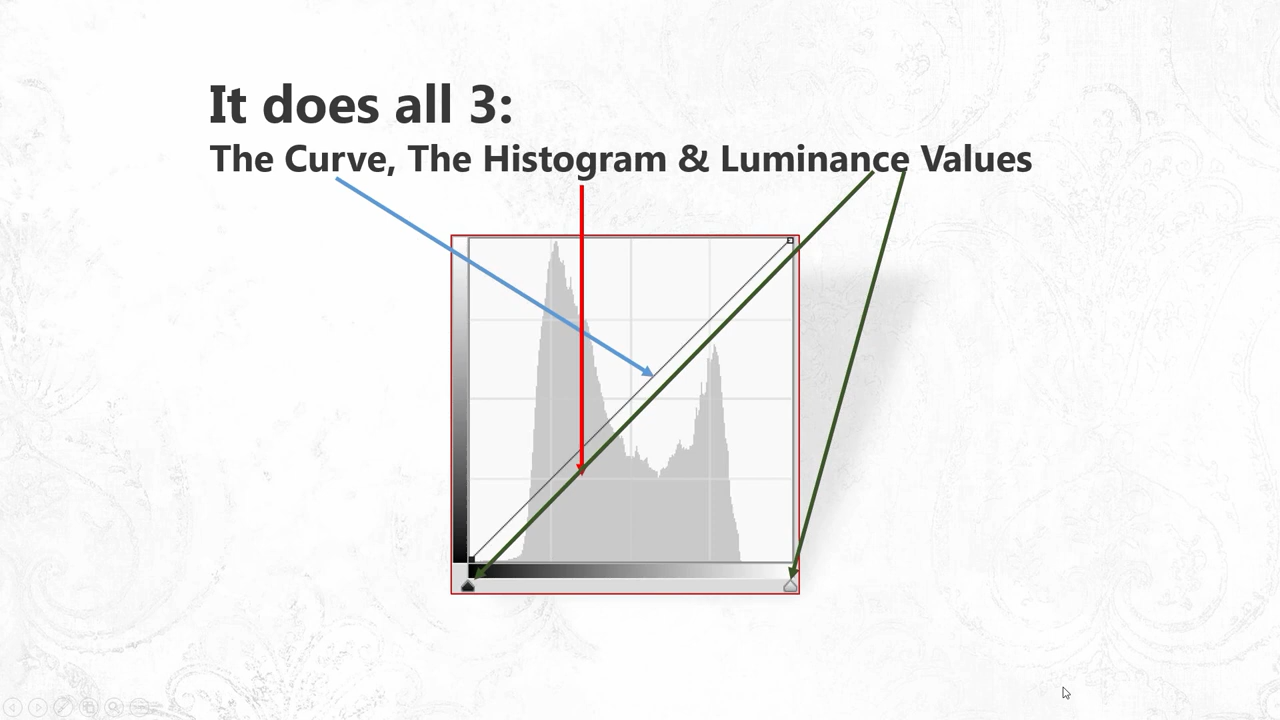 It does all 3:
The Curve, The Histogram & Luminance Values